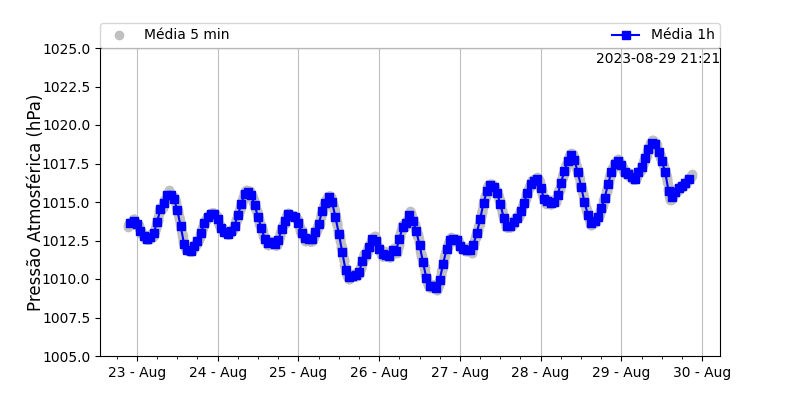 Média 5 min
Média 1h
2023-08-29 21:21
Pressão Atmosférica (hPa)
1025.0
1022.5
1020.0
1017.5
1015.0
1012.5
1010.0
1007.5
1005.0
23 - Aug
24 - Aug
25 - Aug
26 - Aug
27 - Aug
28 - Aug
29 - Aug
30 - Aug